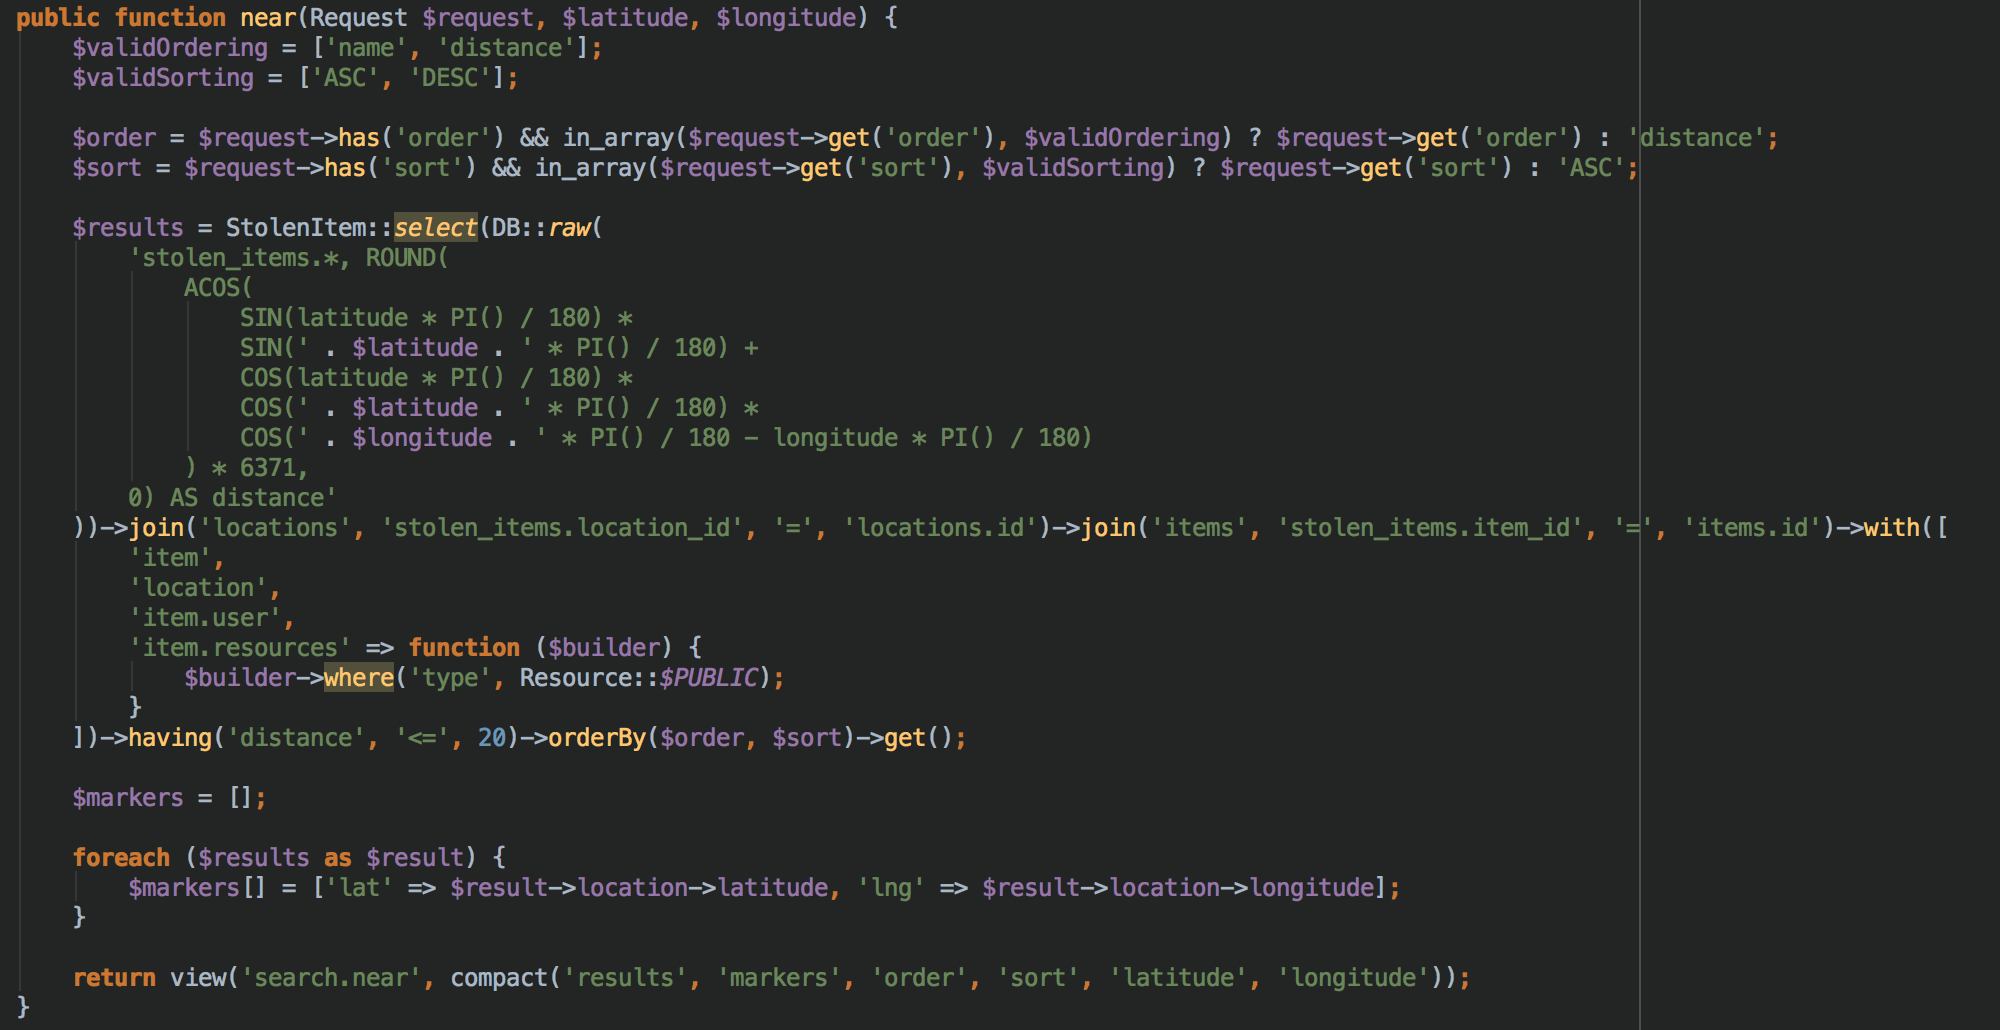 public function near(Request $request, $latitude, $longitude) {
    $validOrdering = ['name', 'distance'];
    $validSorting = ['ASC', 'DESC'];

    $order = $request->has('order') && in_array($request->get('order'), $validOrdering) ? $request->get('order') : 'distance';
    $sort = $request->has('sort') && in_array($request->get('sort'), $validSorting) ? $request->get('sort') : 'ASC';

    $results = StolenItem::select(DB::raw(
        'stolen_items.*, ROUND(
            ACOS(
                SIN(latitude * PI() / 180) *
                SIN(' . $latitude . ' * PI() / 180) +
                COS(latitude * PI() / 180) *
                COS(' . $latitude . ' * PI() / 180) *
                COS(' . $longitude . ' * PI() / 180 - longitude * PI() / 180)
            ) * 6371,
        0) AS distance'
    ))->join('locations', 'stolen_items.location_id', '=', 'locations.id')->join('items', 'stolen_items.item_id', '=', 'items.id')->with([
        'item',
        'location',
        'item.user',
        'item.resources' => function ($builder) {
            $builder->where('type', Resource::$PUBLIC);
        }
    ])->having('distance', '<=', 20)->orderBy($order, $sort)->get();

    $markers = [];

    foreach ($results as $result) {
        $markers[] = ['lat' => $result->location->latitude, 'lng' => $result->location->longitude];
    }

    return view('search.near', compact('results', 'markers', 'order', 'sort', 'latitude', 'longitude'));
}